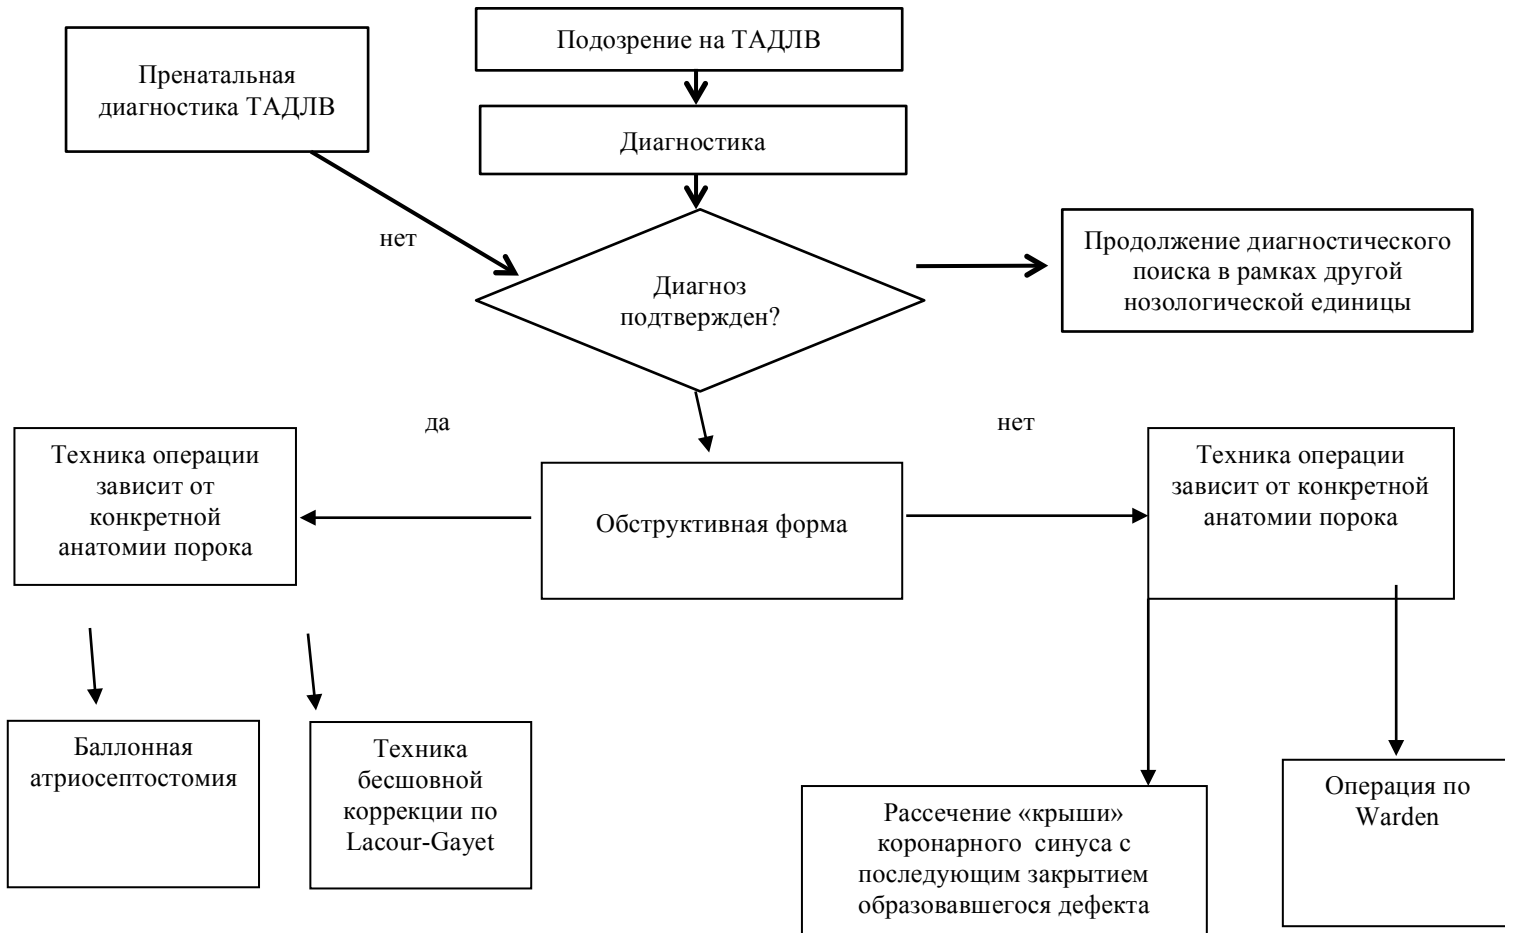 Подозрение на ТАДЛВ
Пренатальная
диагностика ТАДЛВ
Диагностика
нет
Диагноз
подтвержден?
Продолжение диагностического
поиска в рамках другой
нозологической единицы
да
нет
Техника операции
зависит от
конкретной
анатомии порока
Обструктивная форма
Техника операции
зависит от конкретной
анатомии порока
Баллонная
атриосептостомия
Техника
бесшовной
коррекции по
Lacour-Gayet
Рассечение «крыши»
коронарного синуса с
последующим закрытием
образовавшегося дефекта
Операция по
Warden